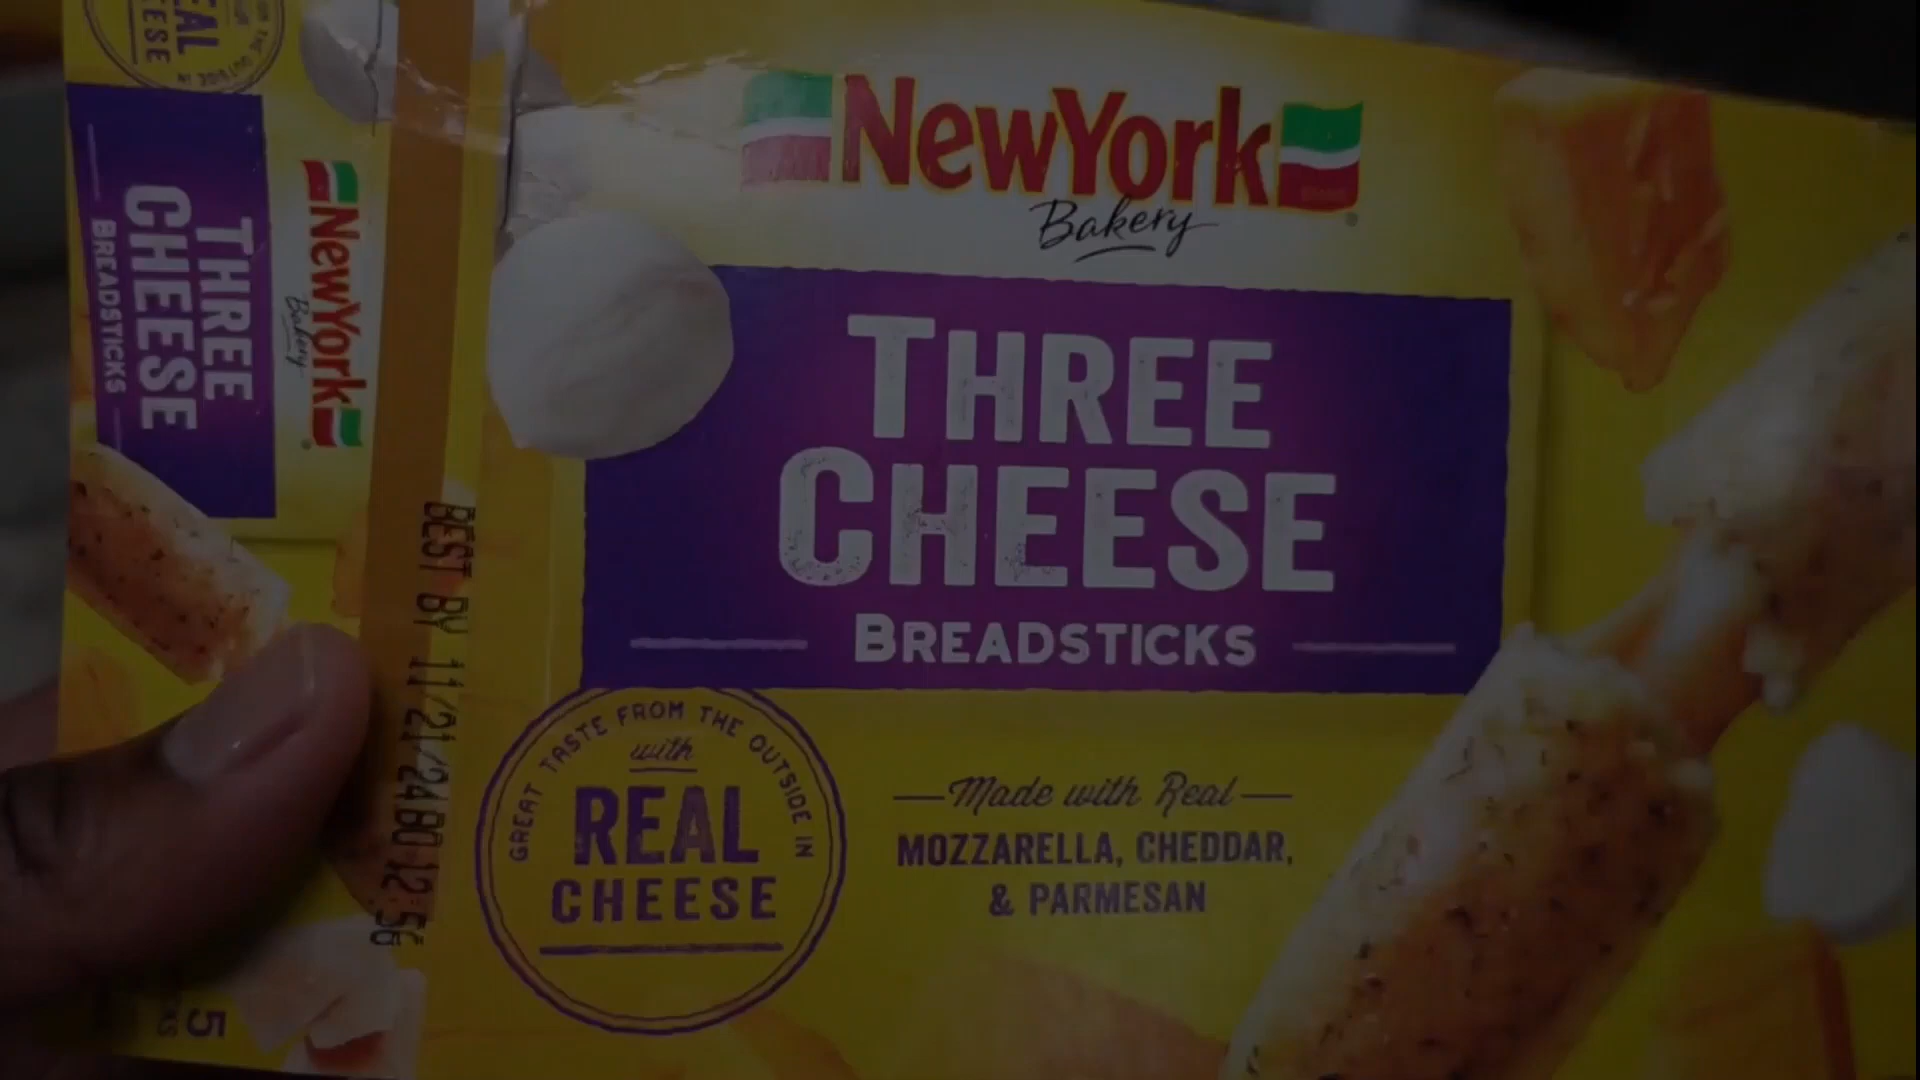 NewYork
Bakery
THREE
CHEESE
BREADSTICKS
GREAT TASTE FROM THE OUTSIDE IN
with
REAL
CHEESE
Made with Real
MOZZARELLA, CHEDDAR,
& PARMESAN
BEST BY 11/21/24 BO 12:56
NewYork
Bakery
THREE
CHEESE
BREADSTICKS
5